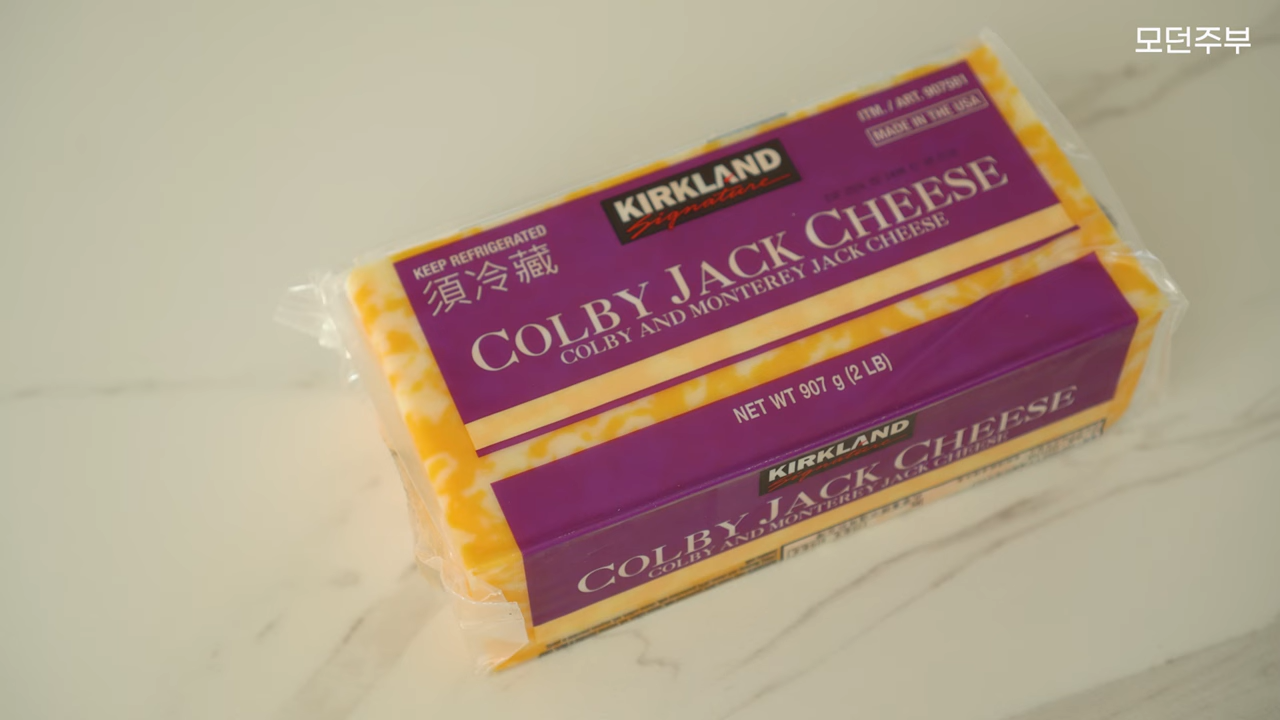 모던주부
ITM. / ART. 907981
MADE IN THE USA
KIRKLAND
Signature
KEEP REFRIGERATED
須冷藏
COLBY JACK CHEESE
COLBY AND MONTEREY JACK CHEESE
NET WT 907 g (2 LB)
KIRKLAND
Signature
COLBY JACK CHEESE
COLBY AND MONTEREY JACK CHEESE